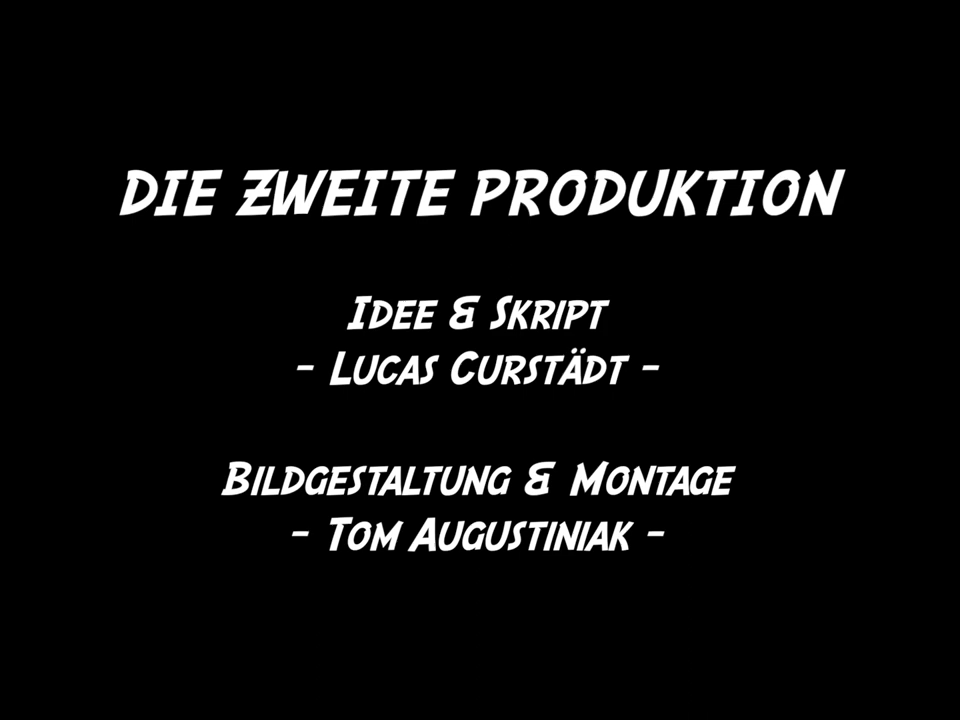 DIE ZWEITE PRODUKTION
IDEE & SKRIPT
- LUCAS CURSTÄDT -
BILDGESTALTUNG & MONTAGE
- TOM AUGUSTINIAK -